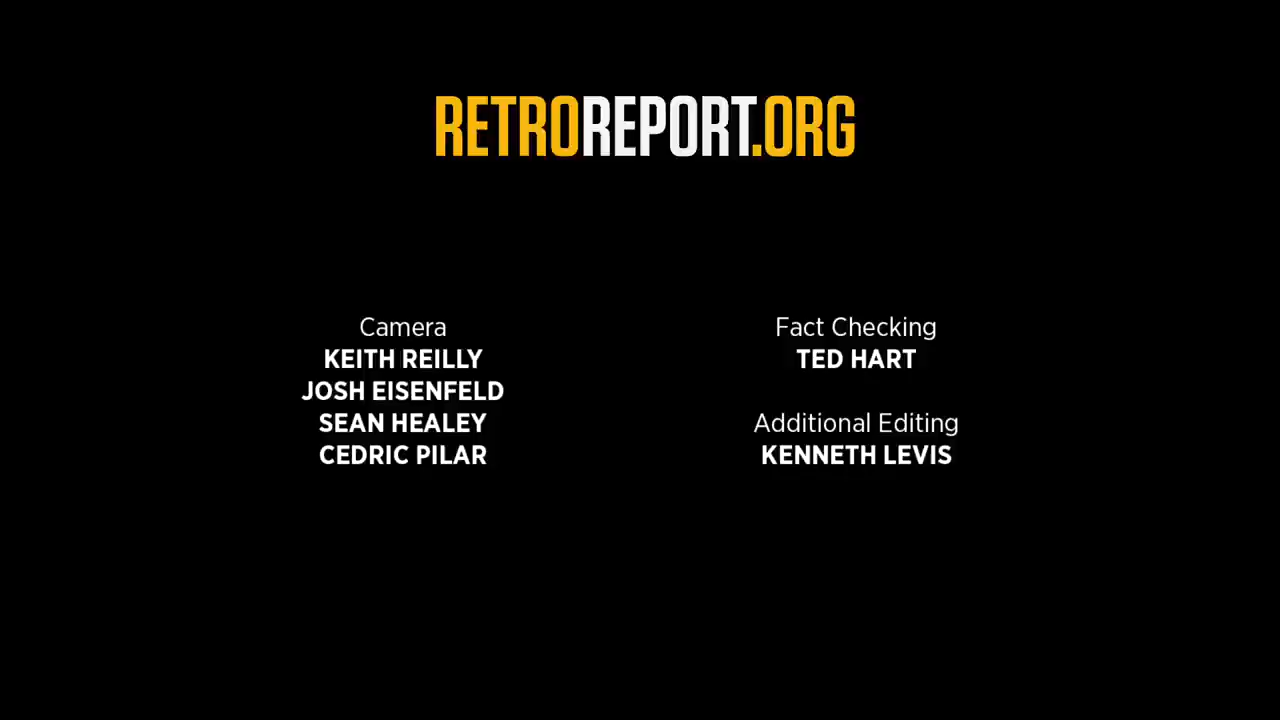 RETROREPORT.ORG
Camera
KEITH REILLY
JOSH EISENFELD
SEAN HEALEY
CEDRIC PILAR
Fact Checking
TED HART
Additional Editing
KENNETH LEVIS